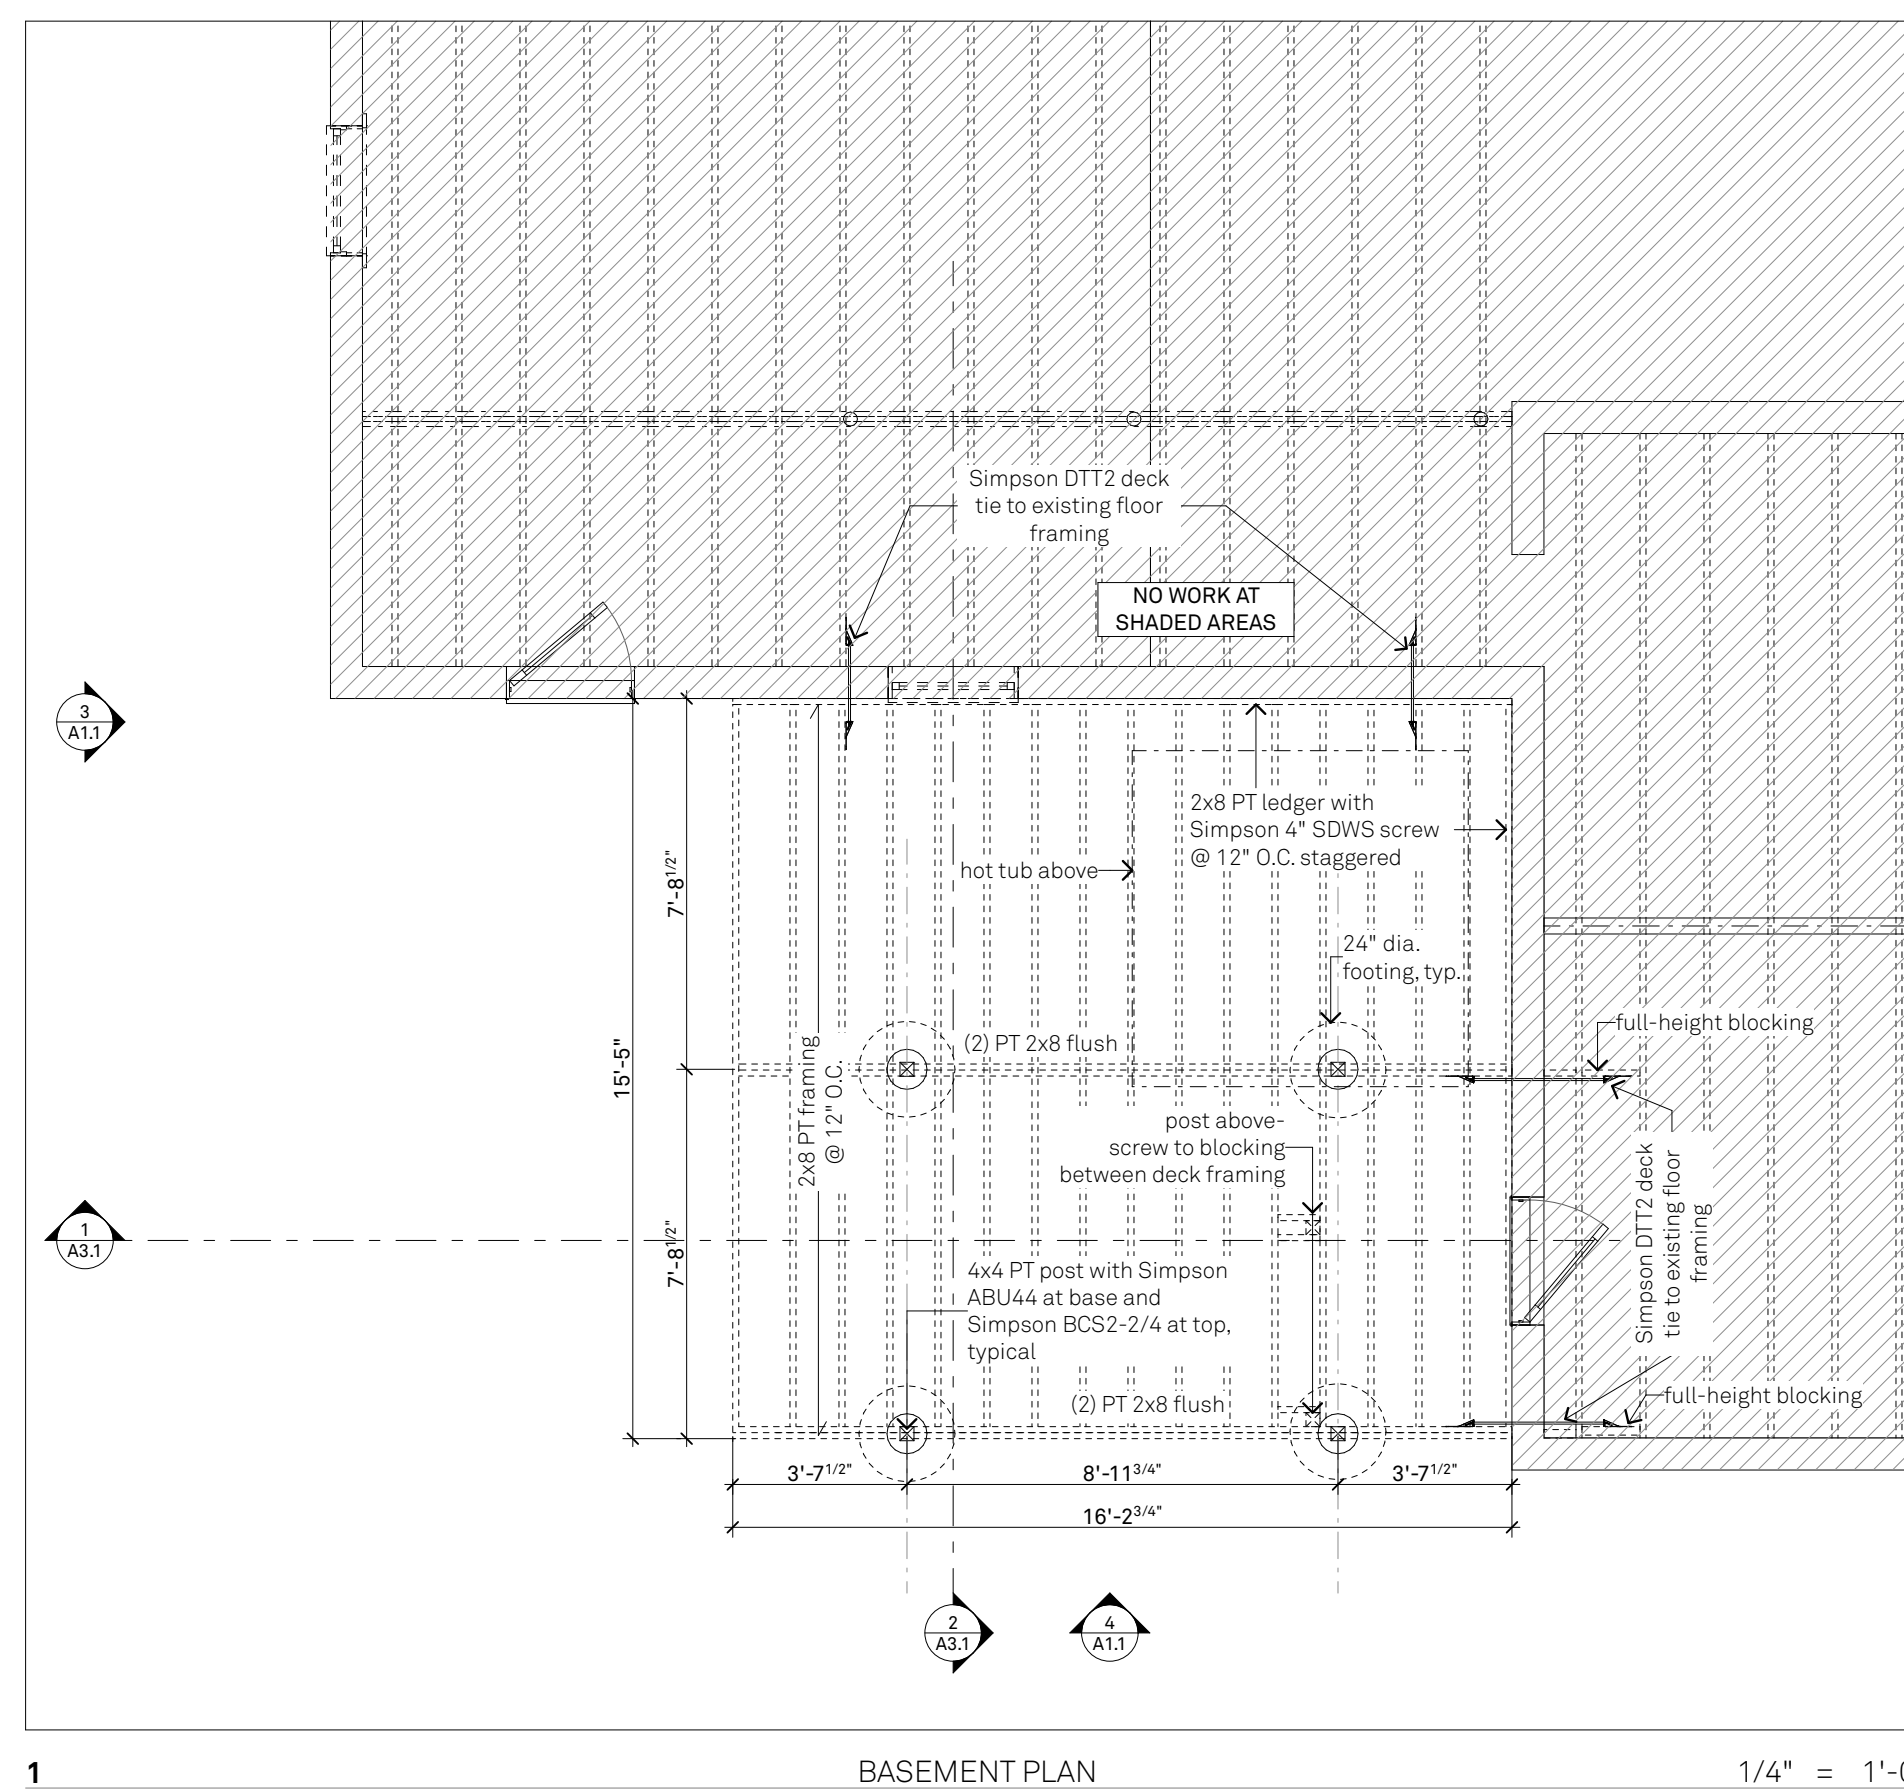 Simpson DTT2 deck
tie to existing floor
framing
NO WORK AT
SHADED AREAS
3
A1.1
2x8 PT ledger with
Simpson 4" SDWS screw
@ 12" O.C. staggered
hot tub above
7'-8 1/2"
24" dia.
footing, typ.
full-height blocking
(2) PT 2x8 flush
2x8 PT framing
@ 12" O.C.
15'-5"
post above-
screw to blocking
between deck framing
Simpson DTT2 deck
tie to existing floor
framing
1
A3.1
7'-8 1/2"
4x4 PT post with Simpson
ABU44 at base and
Simpson BCS2-2/4 at top,
typical
(2) PT 2x8 flush
full-height blocking
3'-7 1/2"
8'-11 3/4"
3'-7 1/2"
16'-2 3/4"
2
A3.1
4
A1.1
1
BASEMENT PLAN
1/4" = 1'-